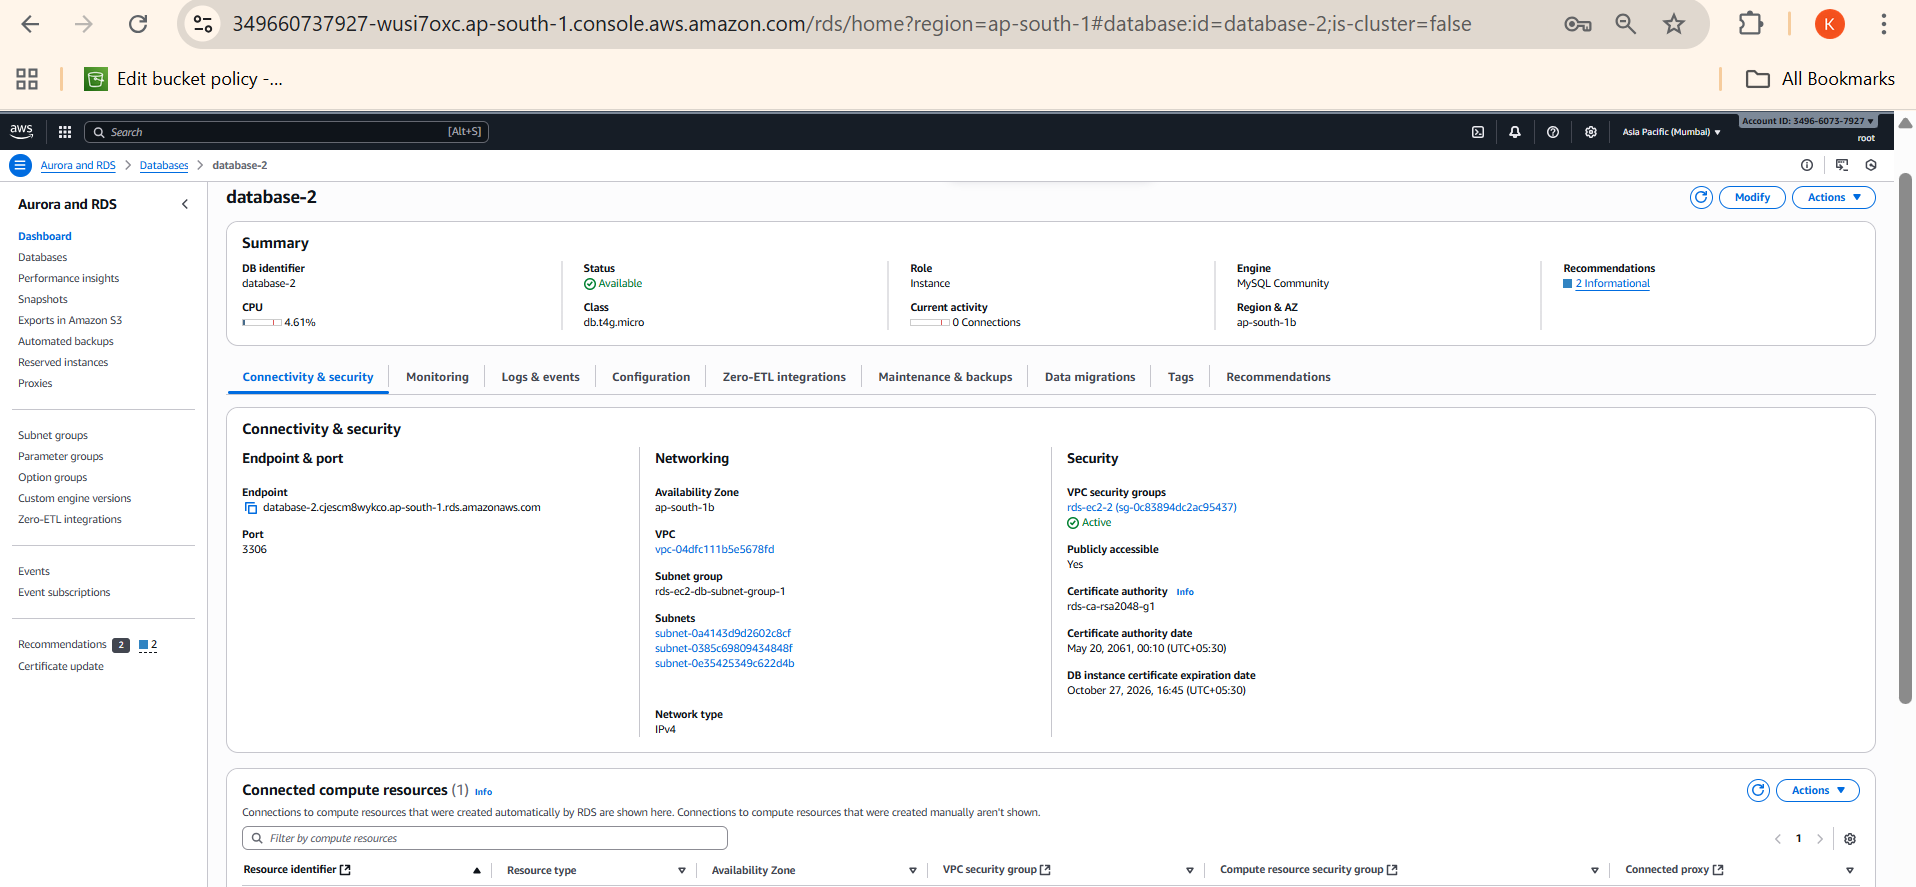 349660737927-wusi7oxc.ap-south-1.console.aws.amazon.com/rds/home?region=ap-south-1#database:id=database-2;is-cluster=false
K
Edit bucket policy -...
All Bookmarks
aws
Search
[Alt+S]
Asia Pacific (Mumbai)
Account ID: 3496-6073-7927
root
Aurora and RDS
Databases
database-2
Aurora and RDS
Dashboard
Databases
Performance insights
Snapshots
Exports in Amazon S3
Automated backups
Reserved instances
Proxies
Subnet groups
Parameter groups
Option groups
Custom engine versions
Zero-ETL integrations
Events
Event subscriptions
Recommendations 2 2
Certificate update
database-2
Modify
Actions
Summary
DB identifier
database-2
CPU
4.61%
Status
Available
Class
db.t4g.micro
Role
Instance
Current activity
0 Connections
Engine
MySQL Community
Region & AZ
ap-south-1b
Recommendations
2 Informational
Connectivity & security
Monitoring
Logs & events
Configuration
Zero-ETL integrations
Maintenance & backups
Data migrations
Tags
Recommendations
Connectivity & security
Endpoint & port
Endpoint
database-2.cjescm8wykco.ap-south-1.rds.amazonaws.com
Port
3306
Networking
Availability Zone
ap-south-1b
VPC
vpc-04dfc111b5e5678fd
Subnet group
rds-ec2-db-subnet-group-1
Subnets
subnet-0a4143d9d2602c8cf
subnet-0385c69809434848f
subnet-0e35425349c622d4b
Network type
IPv4
Security
VPC security groups
rds-ec2-2 (sg-0c83894dc2ac95437)
Active
Publicly accessible
Yes
Certificate authority Info
rds-ca-rsa2048-g1
Certificate authority date
May 20, 2061, 00:10 (UTC+05:30)
DB instance certificate expiration date
October 27, 2026, 16:45 (UTC+05:30)
Connected compute resources (1) Info
Actions
Connections to compute resources that were created automatically by RDS are shown here. Connections to compute resources that were created manually aren't shown.
Filter by compute resources
1
Resource identifier
Resource type
Availability Zone
VPC security group
Compute resource security group
Connected proxy